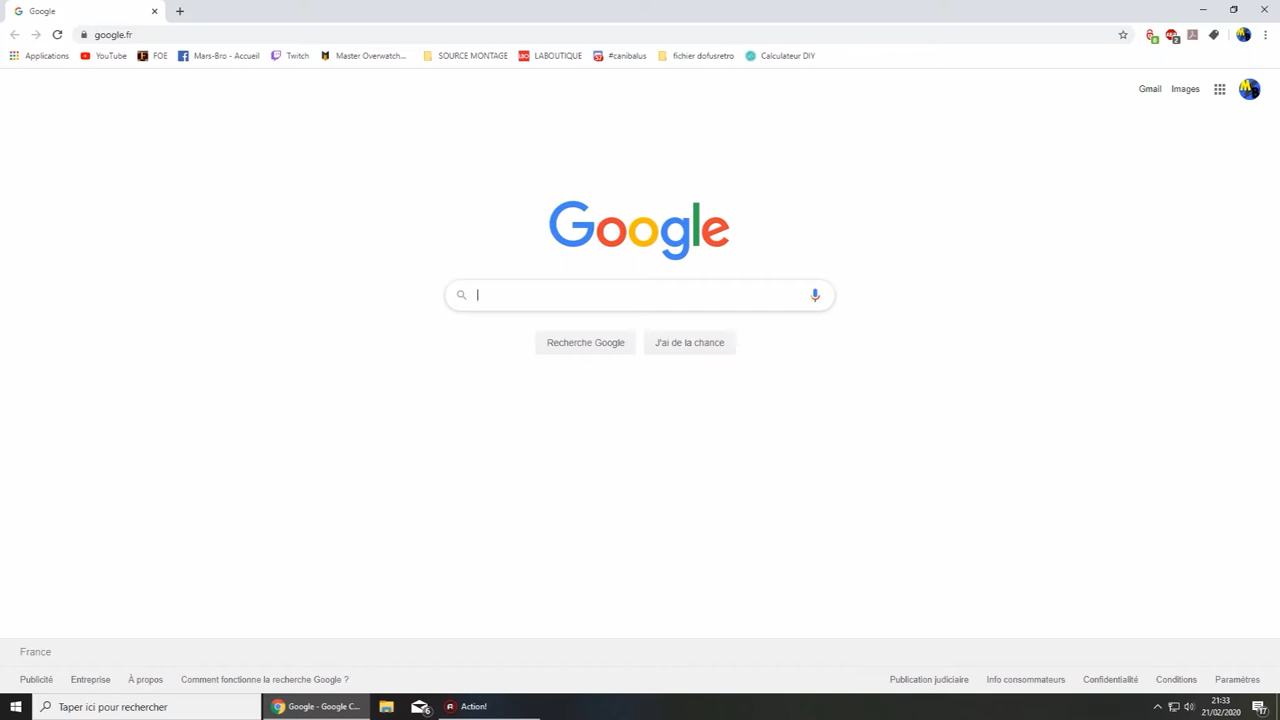 Google
google.fr
Applications YouTube FOE Mars-Bro - Accueil Twitch Master Overwatch... SOURCE MONTAGE LABOUTIQUE #canibalus fichier dofusretro Calculateur DIY
Gmail Images
Google
Recherche Google J'ai de la chance
France
Publicité Entreprise À propos Comment fonctionne la recherche Google ? Publication judiciaire Info consommateurs Confidentialité Conditions Paramètres
Taper ici pour rechercher Google - Google C... 6 Action! 21:33
21/02/2020 17